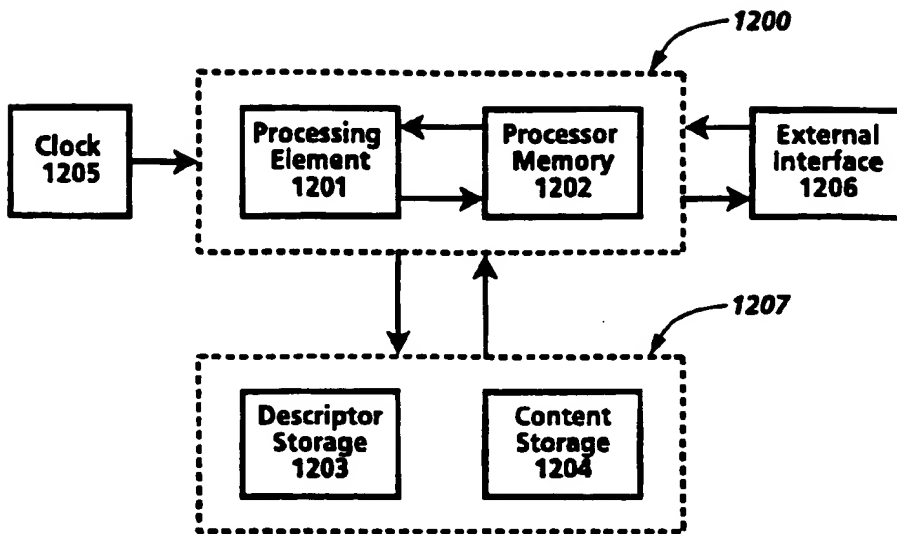 1200
Clock
1205
Processing
Element
1201
Processor
Memory
1202
External
Interface
1206
1207
Descriptor
Storage
1203
Content
Storage
1204